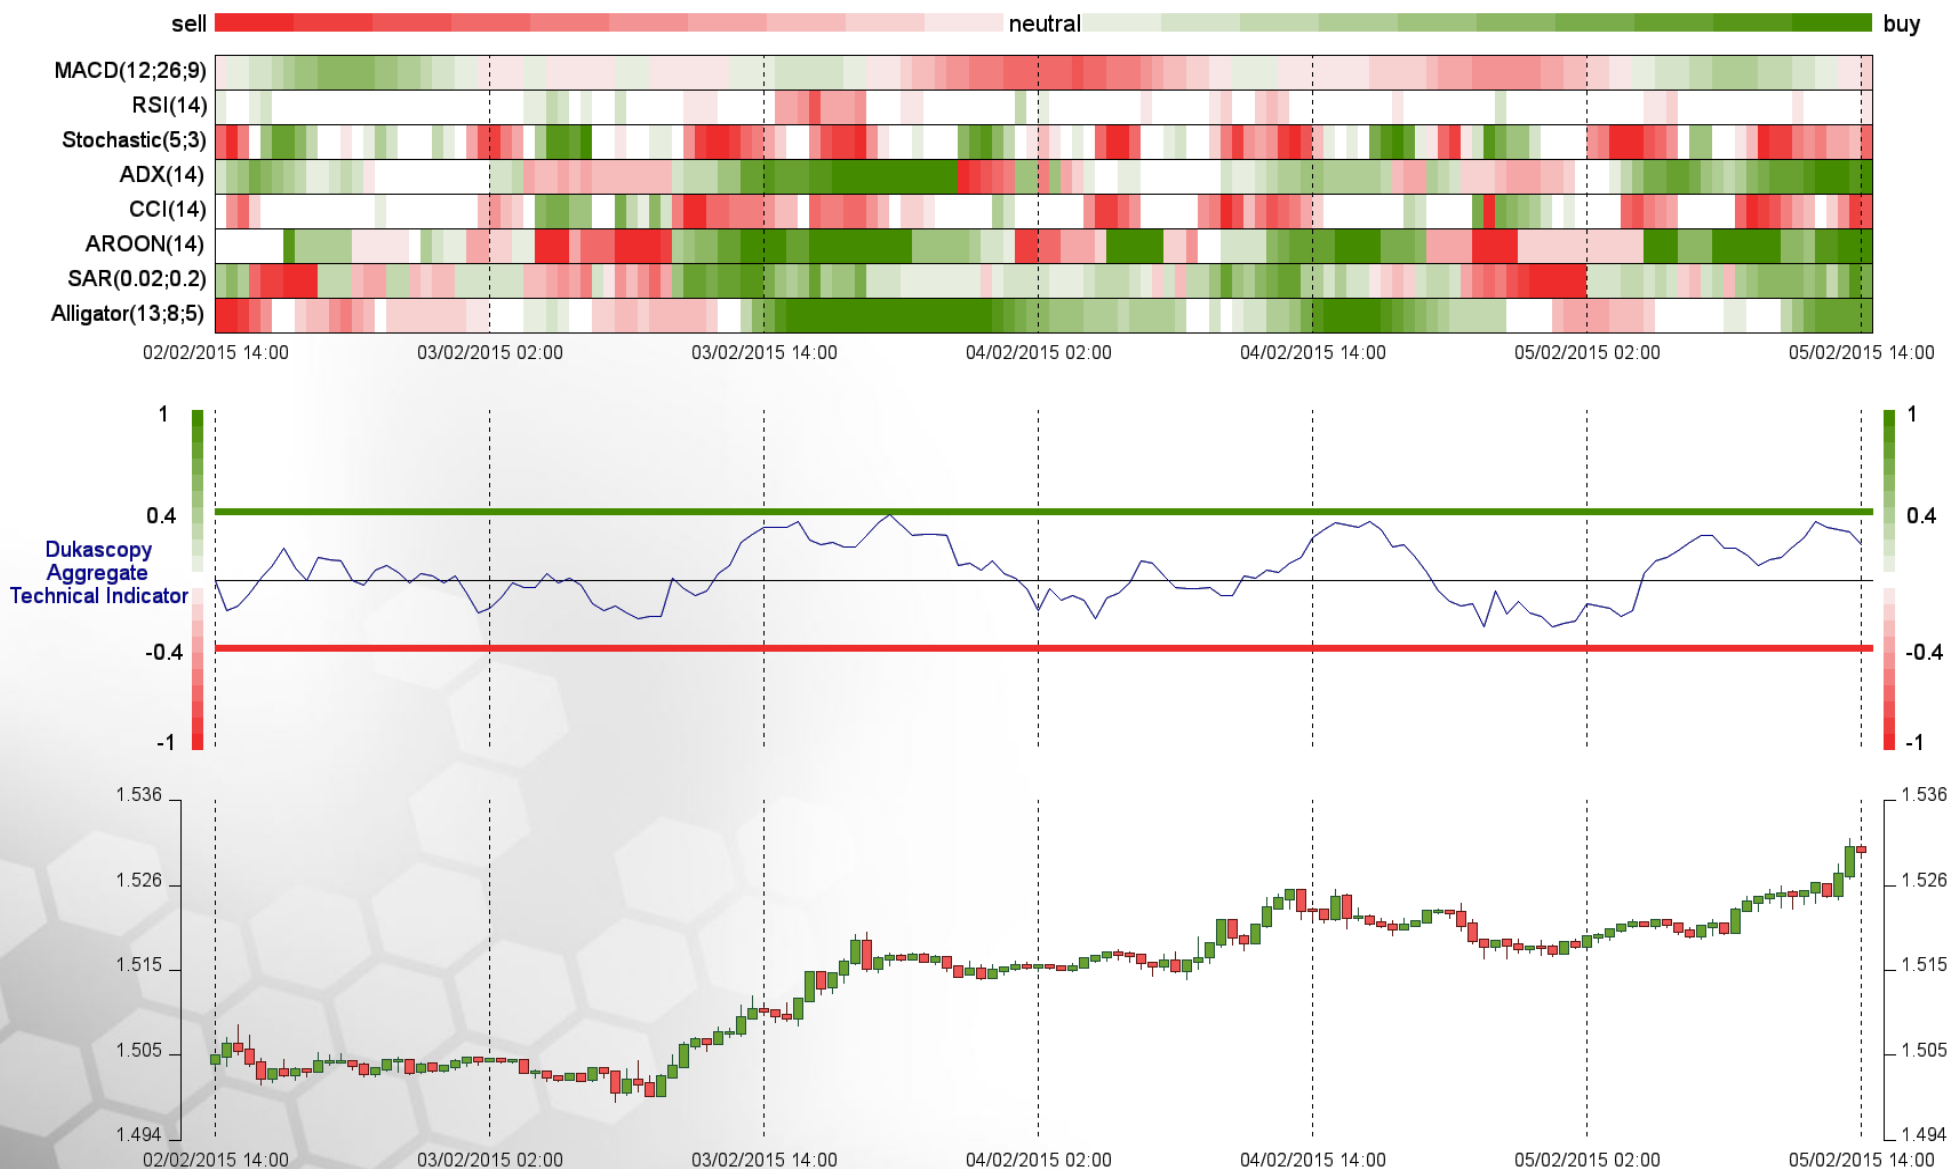 sell neutral buy
MACD(12;26;9)
RSI(14)
Stochastic(5;3)
ADX(14)
CCI(14)
AROON(14)
SAR(0.02;0.2)
Alligator(13;8;5)
02/02/2015 14:00 03/02/2015 02:00 03/02/2015 14:00 04/02/2015 02:00 04/02/2015 14:00 05/02/2015 02:00 05/02/2015 14:00
1 1
0.4 0.4
Dukascopy
Aggregate
Technical Indicator
-0.4 -0.4
-1 -1
1.536 1.536
1.526 1.526
1.515 1.515
1.505 1.505
1.494 1.494
02/02/2015 14:00 03/02/2015 02:00 03/02/2015 14:00 04/02/2015 02:00 04/02/2015 14:00 05/02/2015 02:00 05/02/2015 14:00